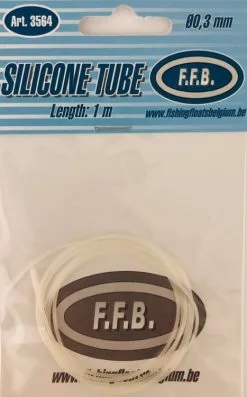 Art. 3564
Ø0,3 mm
SILICONE TUBE
F.F.B.
Length: 1 m
www.fishingfloatsbelgium.be
F.F.B.